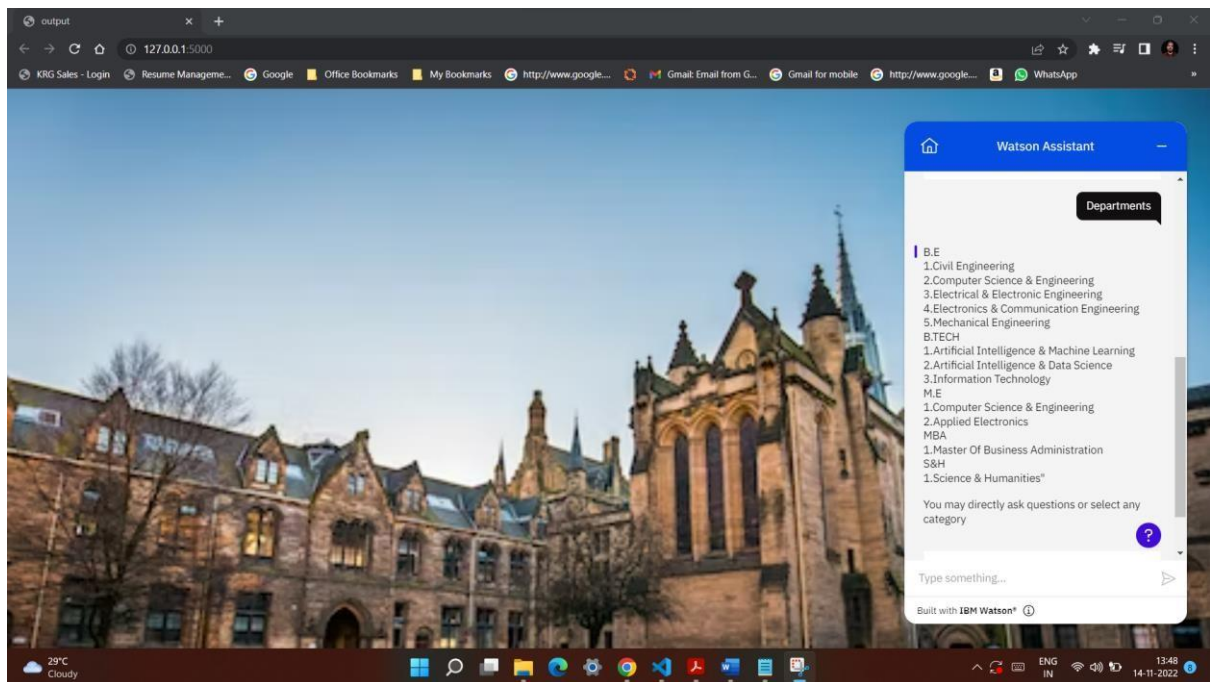 output
127.0.0.1:5000
KRG Sales - Login
Resume Manageme...
Google
Office Bookmarks
My Bookmarks
http://www.google....
Gmail: Email from G...
Gmail for mobile
http://www.google....
WhatsApp
»
Watson Assistant
Departments
B.E
1.Civil Engineering
2.Computer Science & Engineering
3.Electrical & Electronic Engineering
4.Electronics & Communication Engineering
5.Mechanical Engineering
B.TECH
1.Artificial Intelligence & Machine Learning
2.Artificial Intelligence & Data Science
3.Information Technology
M.E
1.Computer Science & Engineering
2.Applied Electronics
MBA
1.Master Of Business Administration
S&H
1.Science & Humanities"
You may directly ask questions or select any
category
?
Type something...
Built with IBM Watson®
29°C
Cloudy
ENG
IN
13:48
14-11-2022
8